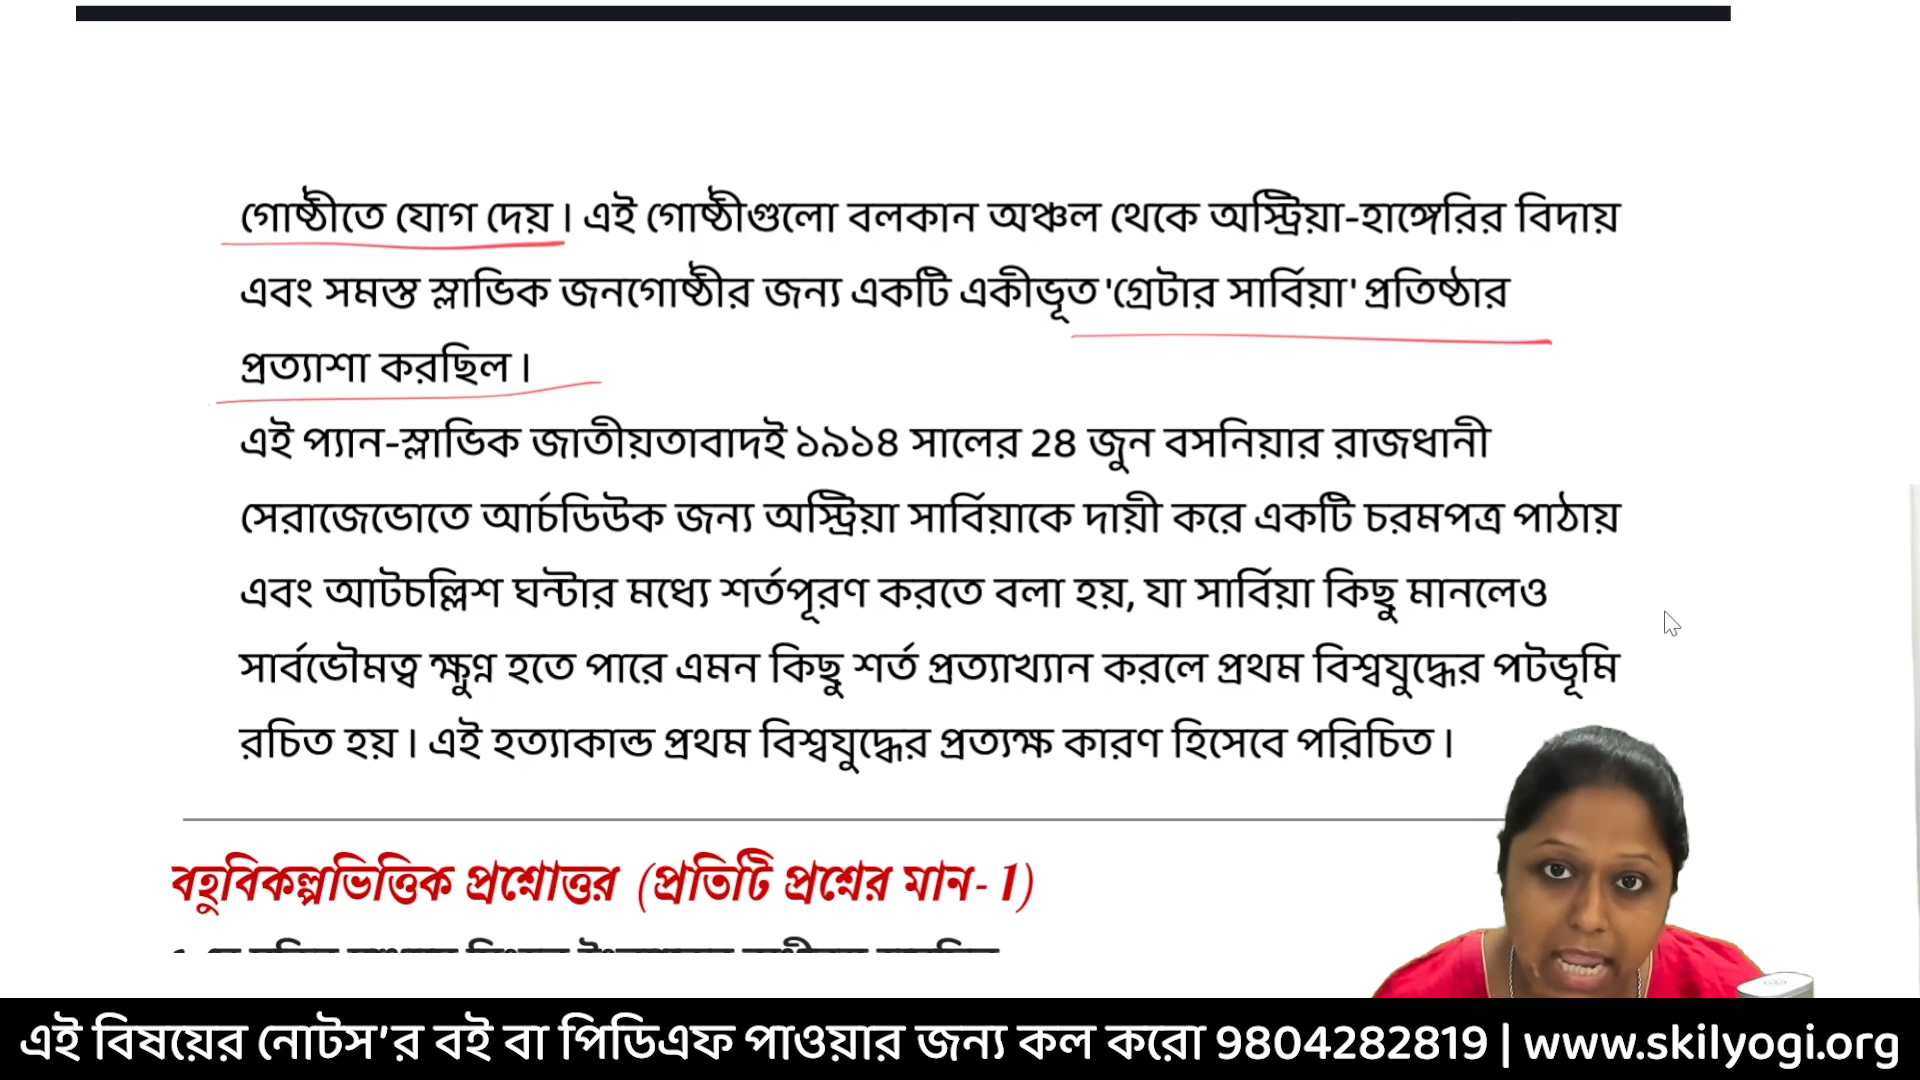 গোষ্ঠীতে যোগ দেয়। এই গোষ্ঠীগুলো বলকান অঞ্চল থেকে অস্ট্রিয়া-হাঙ্গেরির বিদায়
এবং সমস্ত স্লাভিক জনগোষ্ঠীর জন্য একটি একীভূত 'গ্রেটার সার্বিয়া' প্রতিষ্ঠার
প্রত্যাশা করছিল।
এই প্যান-স্লাভিক জাতীয়তাবাদই ১৯১৪ সালের 28 জুন বসনিয়ার রাজধানী
সেরাজেভোতে আর্চডিউক জন্য অস্ট্রিয়া সার্বিয়াকে দায়ী করে একটি চরমপত্র পাঠায়
এবং আটচল্লিশ ঘন্টার মধ্যে শর্তপূরণ করতে বলা হয়, যা সার্বিয়া কিছু মানলেও
সার্বভৌমত্ব ক্ষুণ্ণ হতে পারে এমন কিছু শর্ত প্রত্যাখ্যান করলে প্রথম বিশ্বযুদ্ধের পটভূমি
রচিত হয়। এই হত্যাকান্ড প্রথম বিশ্বযুদ্ধের প্রত্যক্ষ কারণ হিসেবে পরিচিত।
বহুবিকল্পভিত্তিক প্রশ্নোত্তর (প্রতিটি প্রশ্নের মান- 1)
এই বিষয়ের নোটস'র বই বা পিডিএফ পাওয়ার জন্য কল করো 9804282819 | www.skilyogi.org